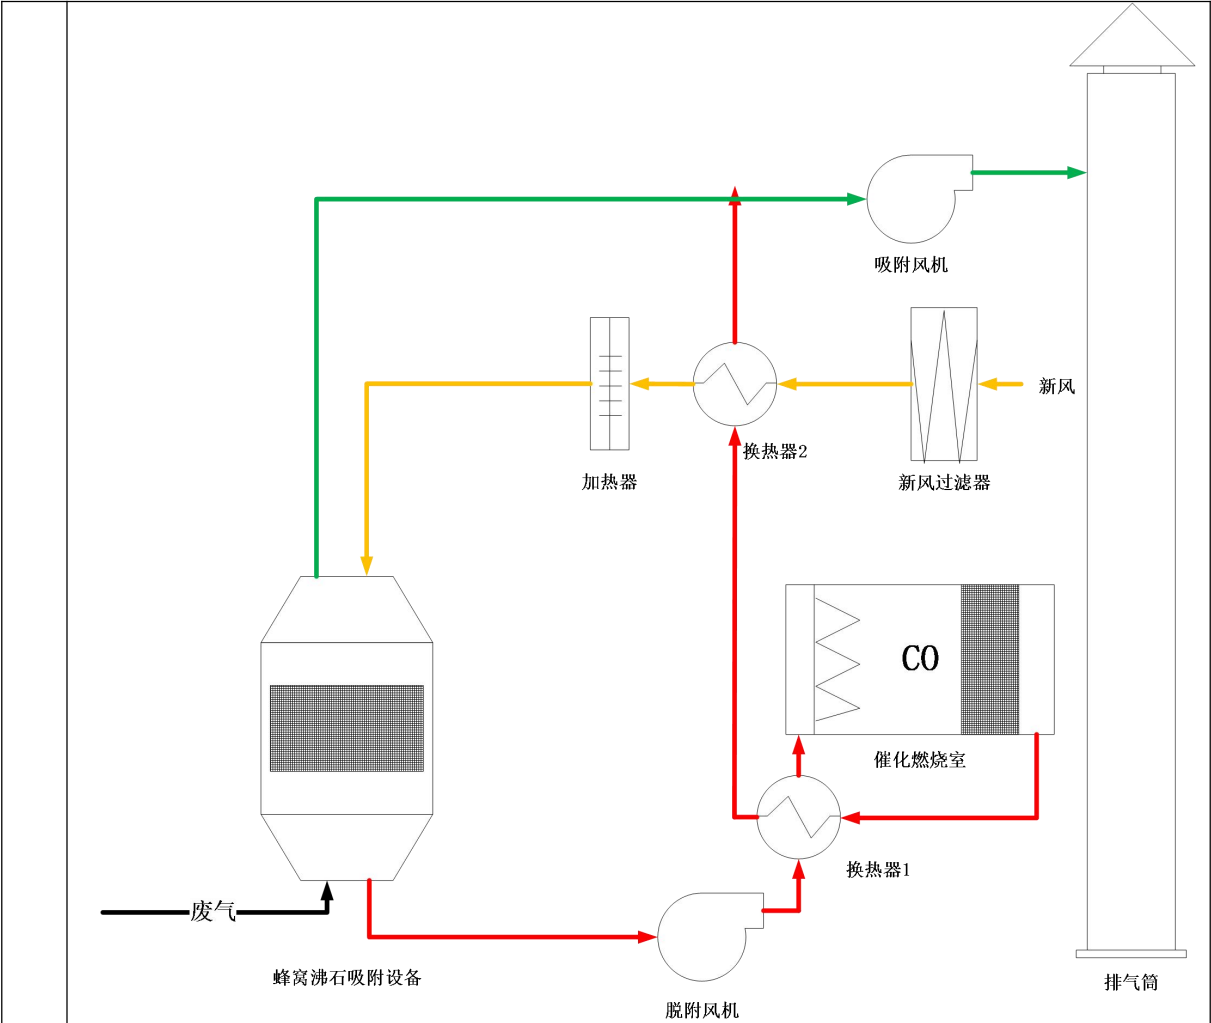 吸附风机
新风
换热器2
加热器
新风过滤器
CO
催化燃烧室
换热器1
废气
蜂窝沸石吸附设备
排气筒
脱附风机